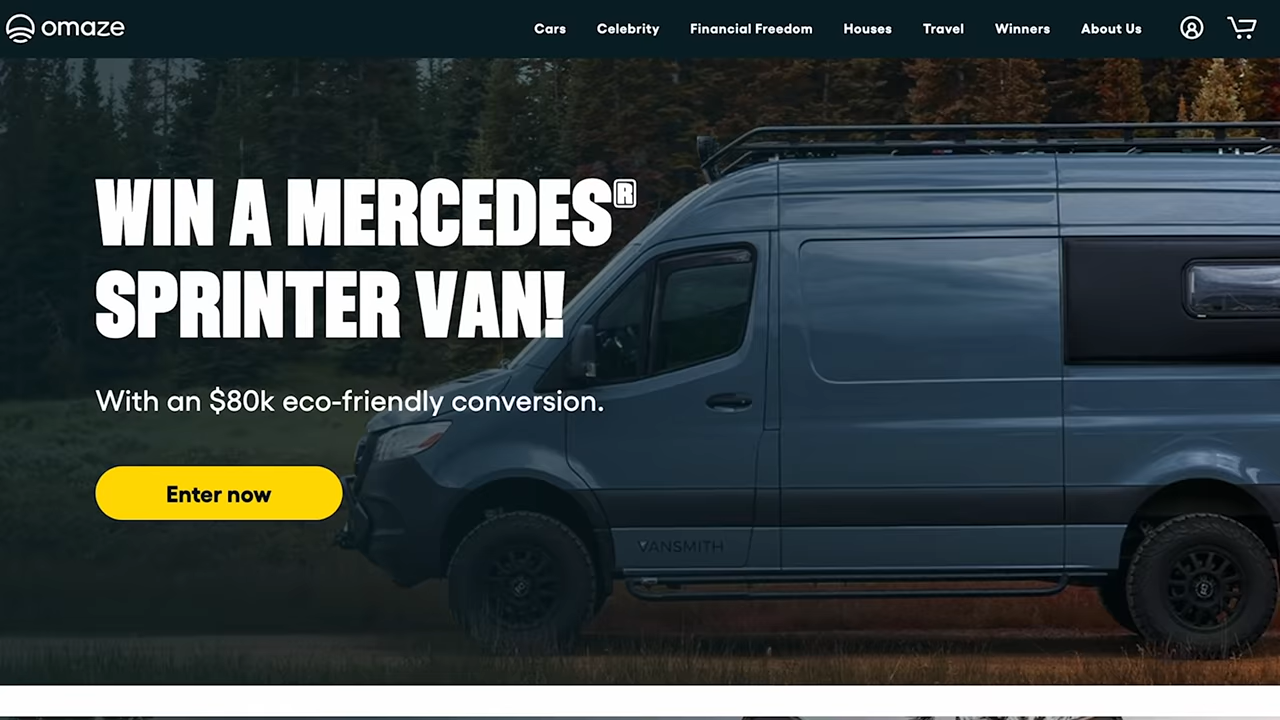 omaze
Cars Celebrity Financial Freedom Houses Travel Winners About Us
WIN A MERCEDES®
SPRINTER VAN!
With an $80k eco-friendly conversion.
Enter now
VANSMITH